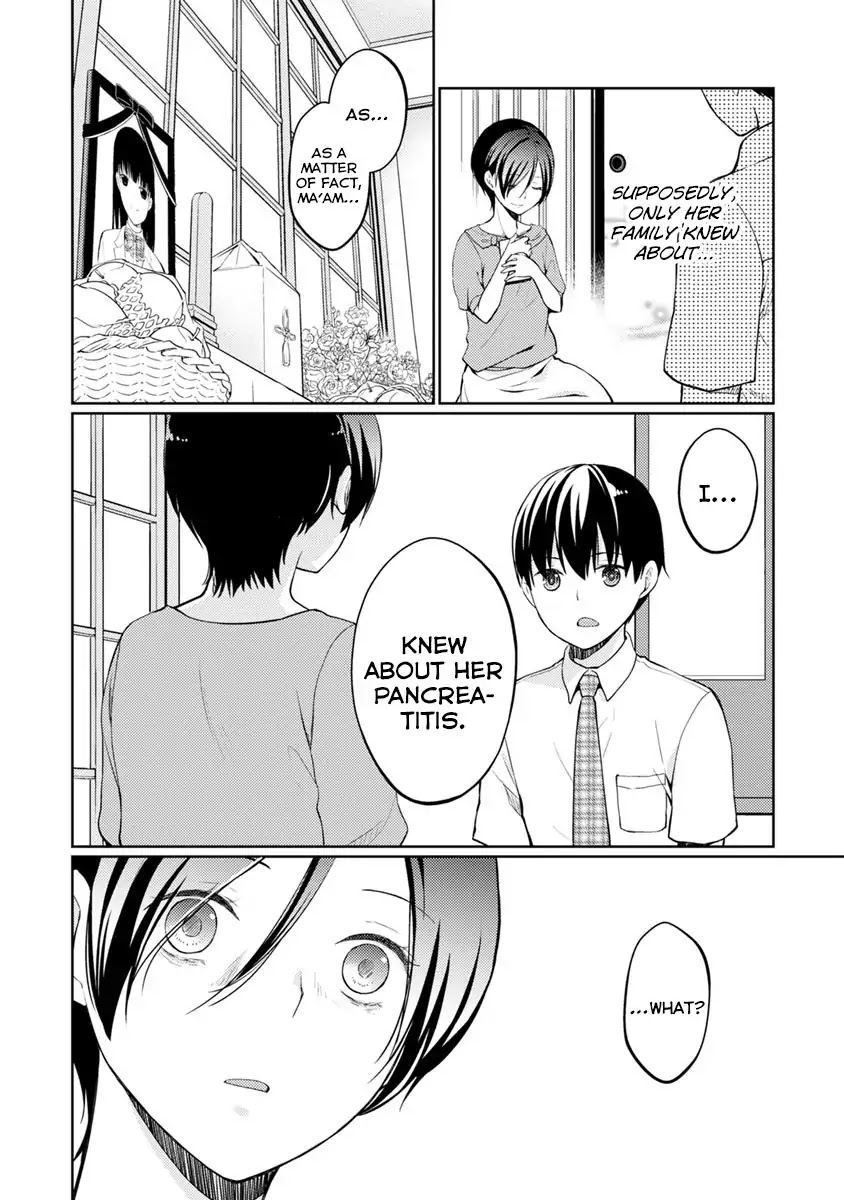 SUPPOSEDLY,
ONLY HER
FAMILY KNEW
ABOUT...
AS...
AS A
MATTER
OF FACT,
MA'AM...
I...
KNEW
ABOUT HER
PANCREA-
TITIS.
...WHAT?